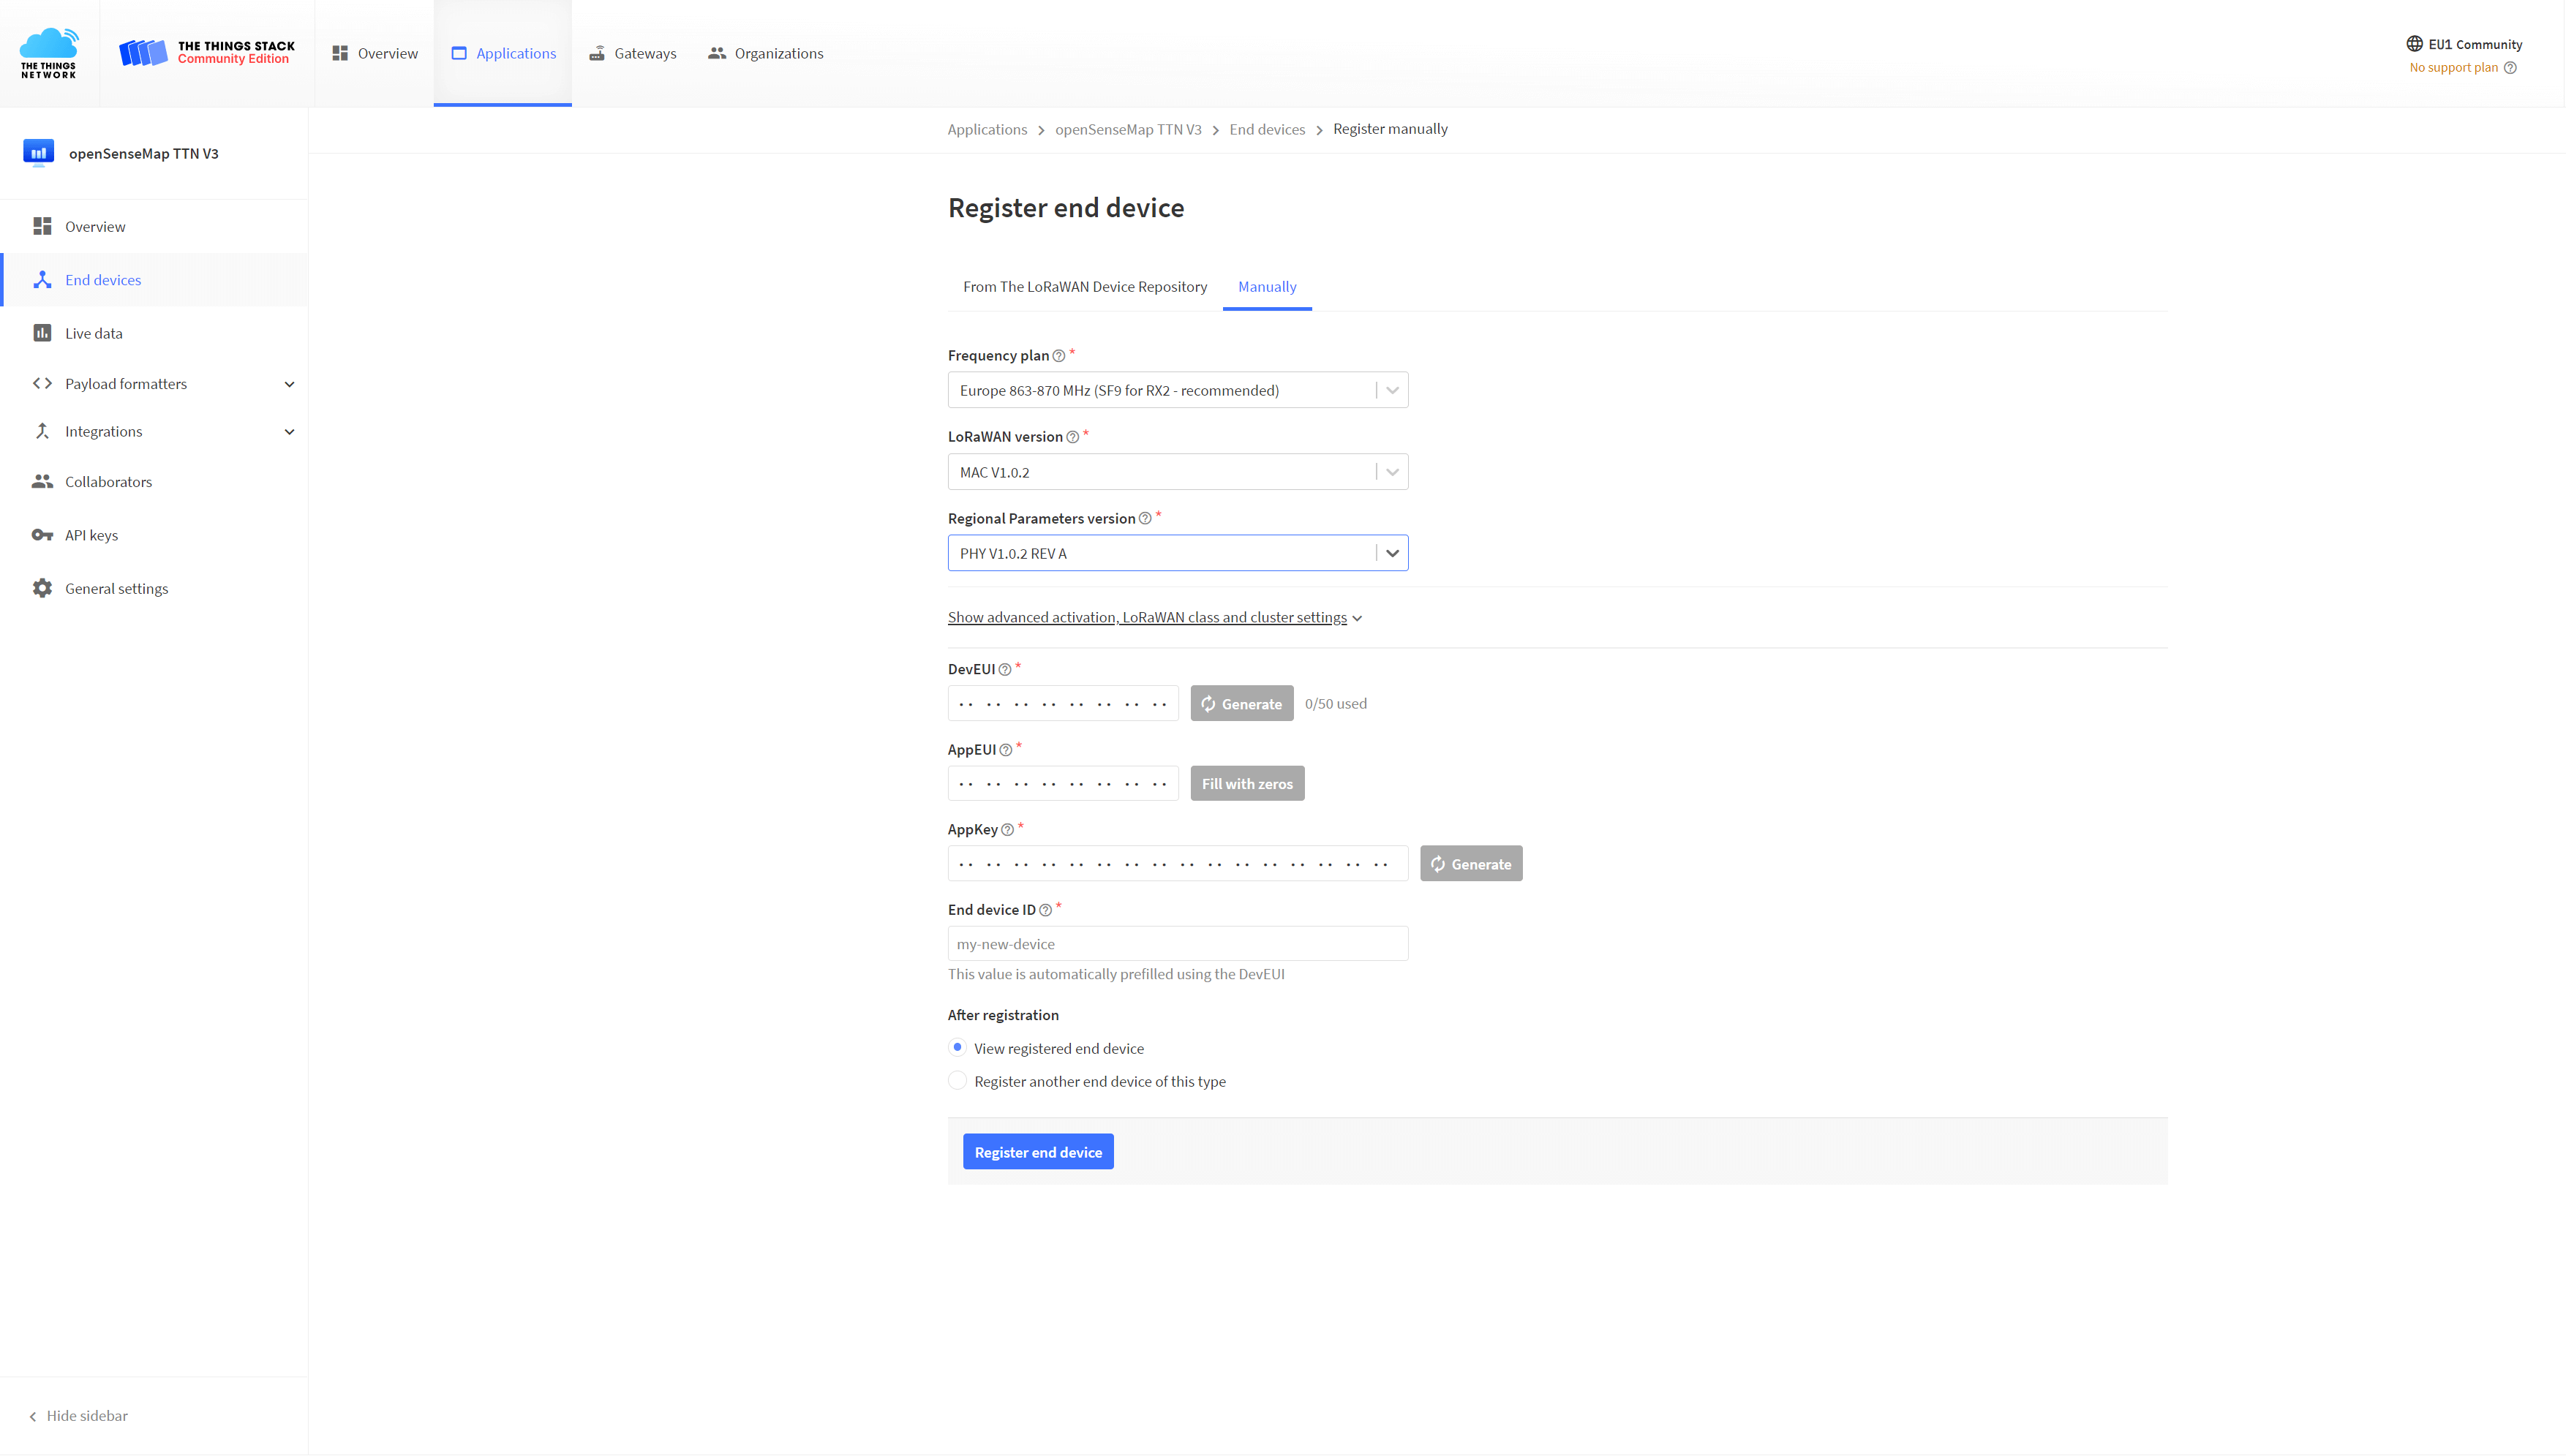 THE THINGS
NETWORK
THE THINGS STACK
Community Edition
Overview
Applications
Gateways
Organizations
EU1 Community
No support plan
openSenseMap TTN V3
Overview
End devices
Live data
Payload formatters
Integrations
Collaborators
API keys
General settings
Hide sidebar
Applications > openSenseMap TTN V3 > End devices > Register manually
Register end device
From The LoRaWAN Device Repository
Manually
Frequency plan *
Europe 863-870 MHz (SF9 for RX2 - recommended)
LoRaWAN version *
MAC V1.0.2
Regional Parameters version *
PHY V1.0.2 REV A
Show advanced activation, LoRaWAN class and cluster settings
DevEUI *
·· ·· ·· ·· ·· ·· ·· ··
Generate
0/50 used
AppEUI *
·· ·· ·· ·· ·· ·· ·· ··
Fill with zeros
AppKey *
·· ·· ·· ·· ·· ·· ·· ·· ·· ·· ·· ·· ·· ·· ·· ··
Generate
End device ID *
my-new-device
This value is automatically prefilled using the DevEUI
After registration
View registered end device
Register another end device of this type
Register end device